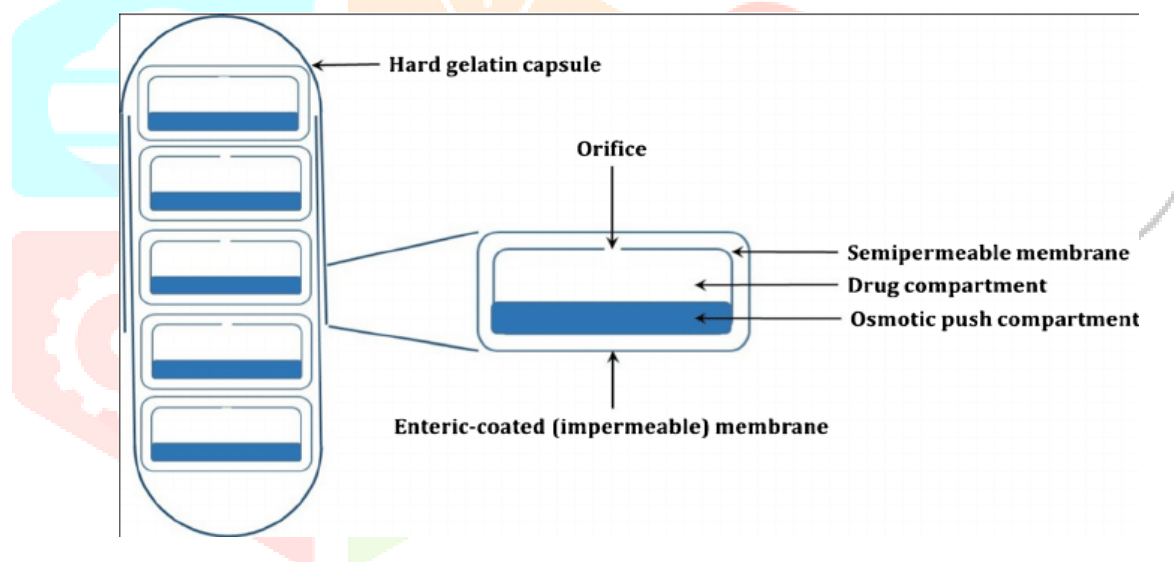 Hard gelatin capsule
Orifice
Semipermeable membrane
Drug compartment
Osmotic push compartment
Enteric-coated (impermeable) membrane